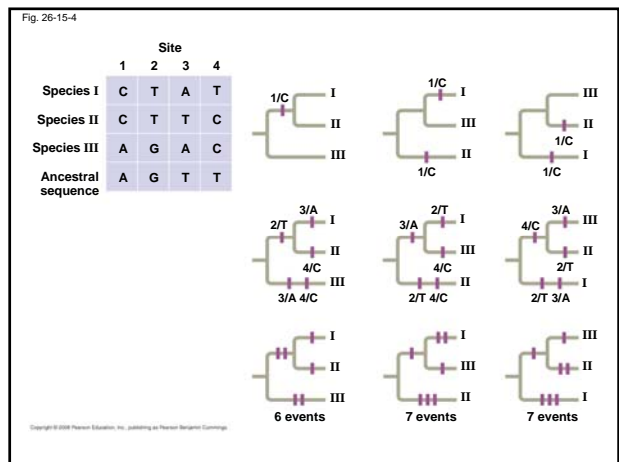 Fig. 26-15-4
Site
1 2 3 4
Species I C T A T
Species II C T T C
Species III A G A C
Ancestral sequence A G T T
1/C
I
II
III
1/C
I
III
II
1/C
III
II
1/C
I
1/C
3/A
2/T
I
II
4/C
III
3/A 4/C
2/T
3/A
I
III
4/C
II
2/T 4/C
3/A
4/C
III
II
2/T
I
2/T 3/A
I
II
III
6 events
I
III
II
7 events
III
II
I
7 events
Copyright © 2008 Pearson Education, Inc., publishing as Pearson Benjamin Cummings.